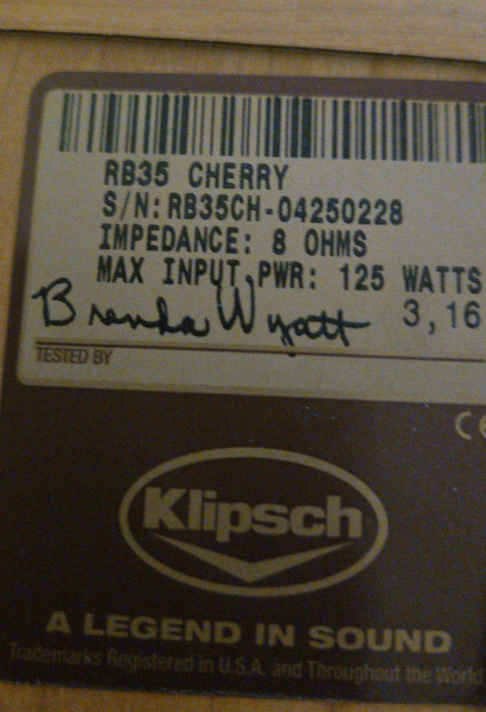 RB35 CHERRY
S/N: RB35CH-04250228
IMPEDANCE: 8 OHMS
MAX INPUT PWR: 125 WATTS
Brenda Wyatt 3,16
TESTED BY
CE
Klipsch
A LEGEND IN SOUND
Trademarks Registered in U.S.A. and Throughout the World